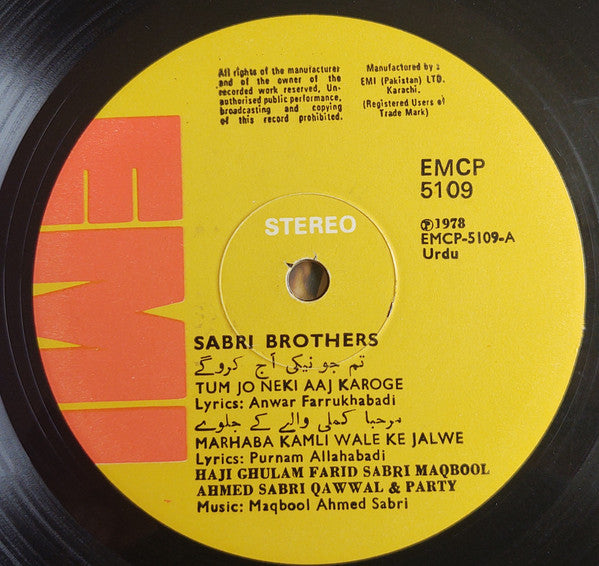 All rights of the manufacturer
and of the owner of the
recorded work reserved, Un-
authorised public performance,
broadcasting and copying
of this record prohibited.
Manufactured by :
EMI (Pakistan) LTD.
Karachi.
(Registered Users of
Trade Mark)
EMI
EMCP
5109
STEREO
℗1978
EMCP-5109-A
Urdu
SABRI BROTHERS
تم جو نیکی آج کروگے
TUM JO NEKI AAJ KAROGE
Lyrics: Anwar Farrukhabadi
مرحبا کملی والے کے جلوے
MARHABA KAMLI WALE KE JALWE
Lyrics: Purnam Allahabadi
HAJI GHULAM FARID SABRI MAQBOOL
AHMED SABRI QAWWAL & PARTY
Music: Maqbool Ahmed Sabri